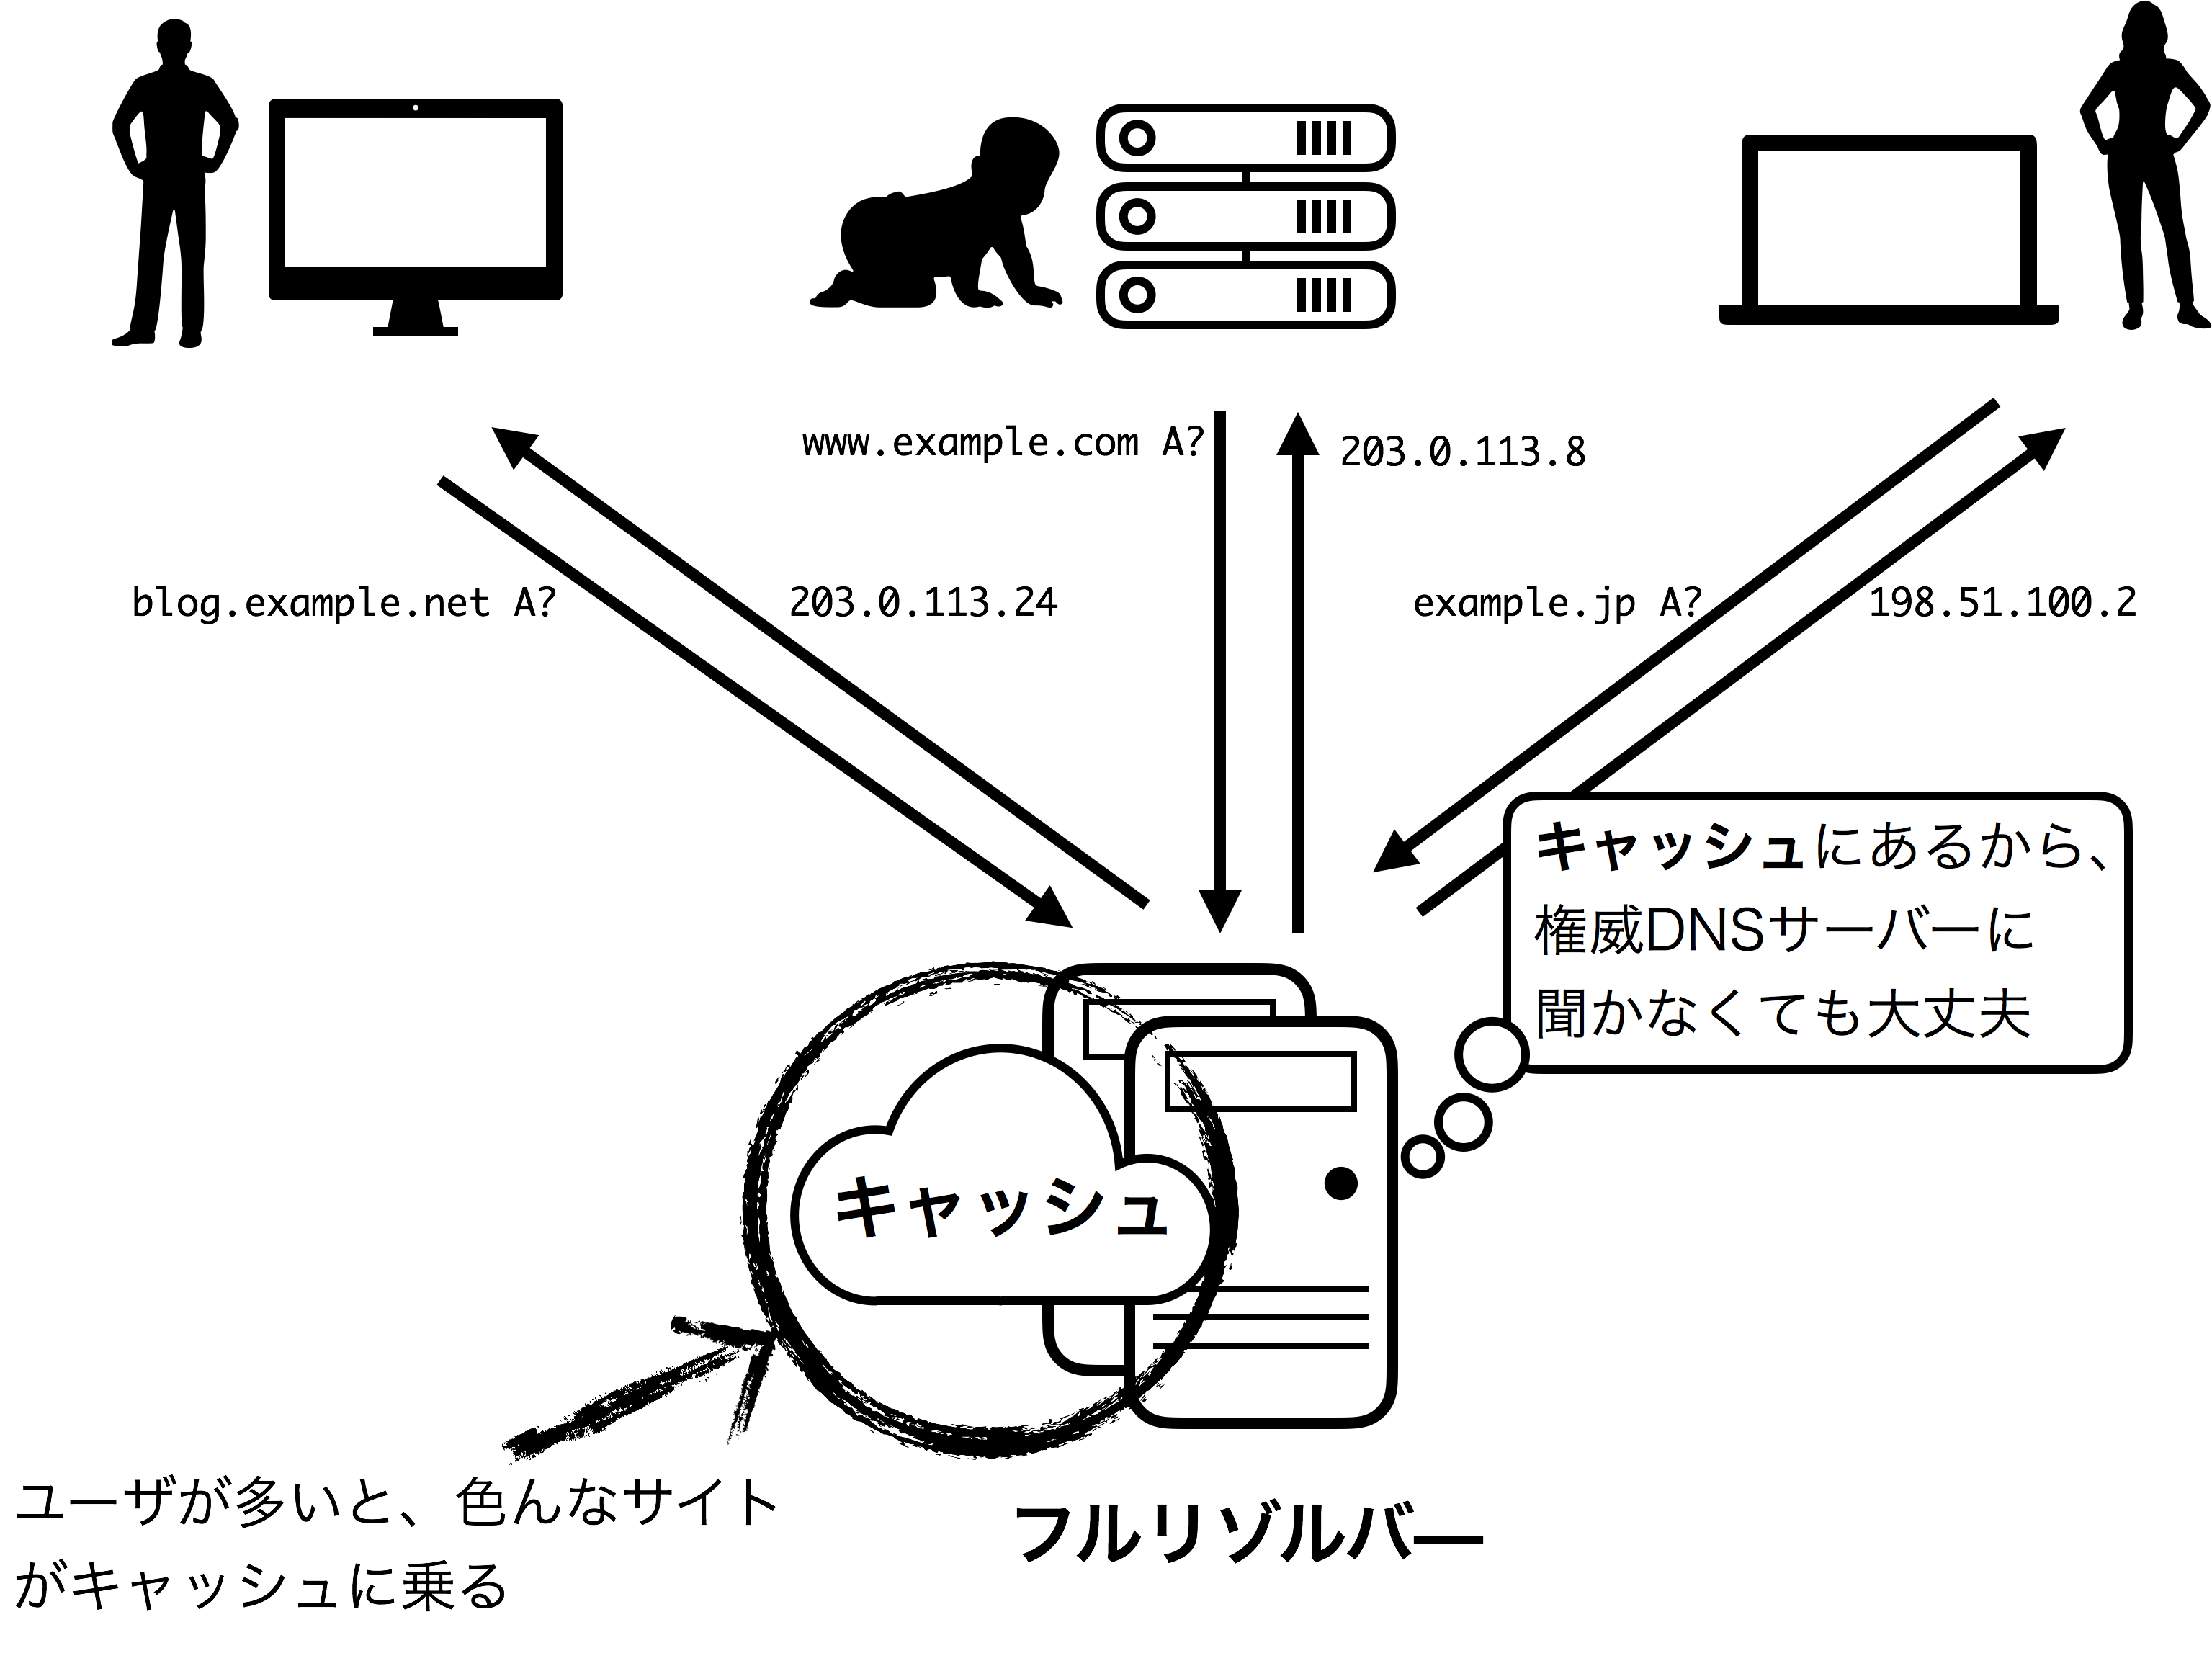 www.example.com A?
203.0.113.8
blog.example.net A?
203.0.113.24
example.jp A?
198.51.100.2
キャッシュにあるから、
権威DNSサーバーに
聞かなくても大丈夫
キャッシュ
ユーザが多いと、色んなサイト
がキャッシュに乗る
フルリゾルバー